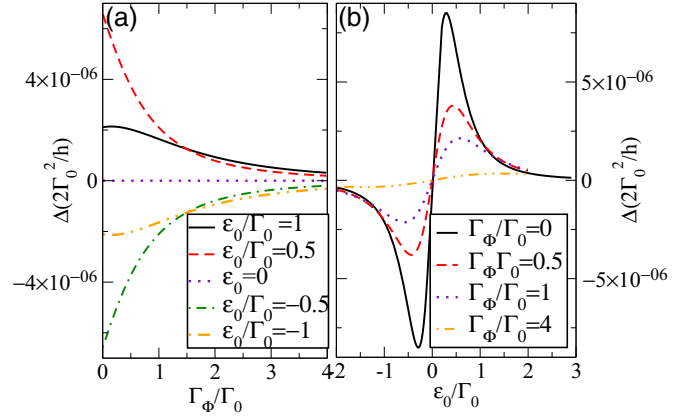 (a)
(b)
4×10⁻⁰⁶
0
−4×10⁻⁰⁶
Δ(2Γ₀²/h)
ε₀/Γ₀=1
ε₀/Γ₀=0.5
ε₀=0
ε₀/Γ₀=−0.5
ε₀/Γ₀=−1
0 1 2 3 4
Γ_Φ/Γ₀
5×10⁻⁰⁶
0
−5×10⁻⁰⁶
Δ(2Γ₀²/h)
Γ_Φ/Γ₀=0
Γ_ΦΓ₀=0.5
Γ_Φ/Γ₀=1
Γ_Φ/Γ₀=4
-2 -1 0 1 2 3
ε₀/Γ₀